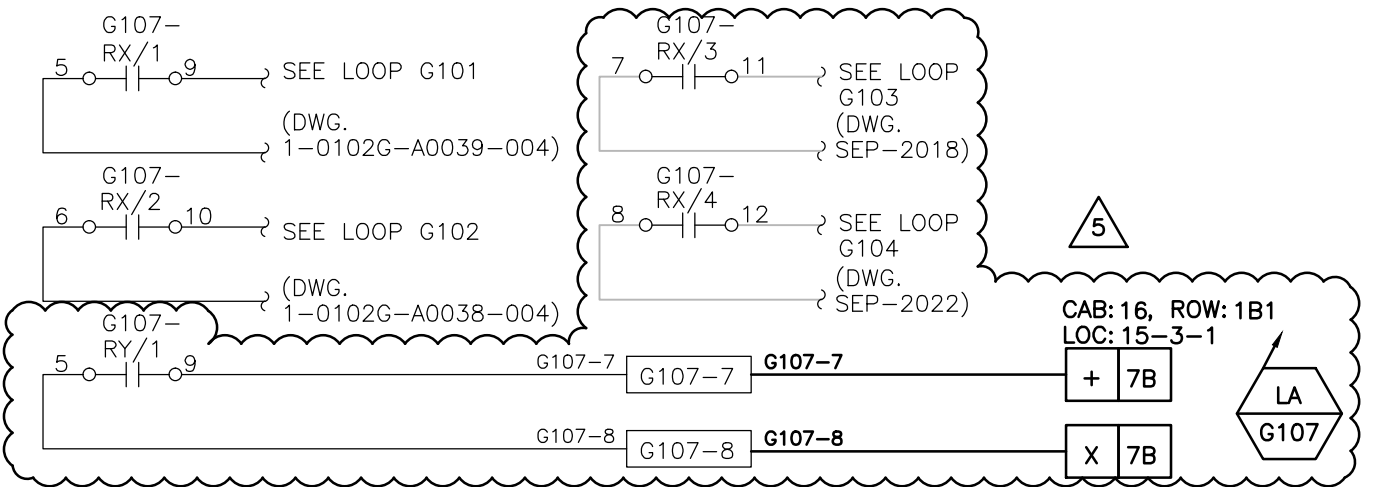 G107-
RX/1
5
9
SEE LOOP G101
(DWG.
1-0102G-A0039-004)
G107-
RX/2
6
10
SEE LOOP G102
(DWG.
1-0102G-A0038-004)
G107-
RX/3
7
11
SEE LOOP
G103
(DWG.
SEP-2018)
G107-
RX/4
8
12
SEE LOOP
G104
(DWG.
SEP-2022)
5
G107-
RY/1
5
9
G107-7
G107-7
G107-7
G107-8
G107-8
G107-8
CAB: 16, ROW: 1B1
LOC: 15-3-1
+ 7B
X 7B
LA
G107